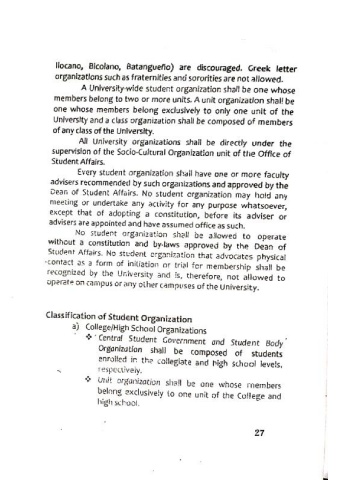 Ilocano, Bicolano, Batangueño) are discouraged. Greek letter
organizations such as fraternities and sororities are not allowed.
A University-wide student organization shall be one whose
members belong to two or more units. A unit organization shall be
one whose members belong exclusively to only one unit of the
University and a class organization shall be composed of members
of any class of the University.
All University organizations shall be directly under the
supervision of the Socio-Cultural Organization unit of the Office of
Student Affairs.
Every student organization shall have one or more faculty
advisers recommended by such organizations and approved by the
Dean of Student Affairs. No student organization may hold any
meeting or undertake any activity for any purpose whatsoever,
except that of adopting a constitution, before its adviser or
advisers are appointed and have assumed office as such.
No student organization shall be allowed to operate
without a constitution and by-laws approved by the Dean of
Student Affairs. No student organization that advocates physical
contact as a form of initiation or trial for membership shall be
recognized by the University and is, therefore, not allowed to
operate on campus or any other campuses of the University.
Classification of Student Organization
a) College/High School Organizations
❖ Central Student Government and Student Body
Organization shall be composed of students
enrolled in the collegiate and high school levels,
respectively.
❖ Unit organization shall be one whose members
belong exclusively to one unit of the College and
high school.
27